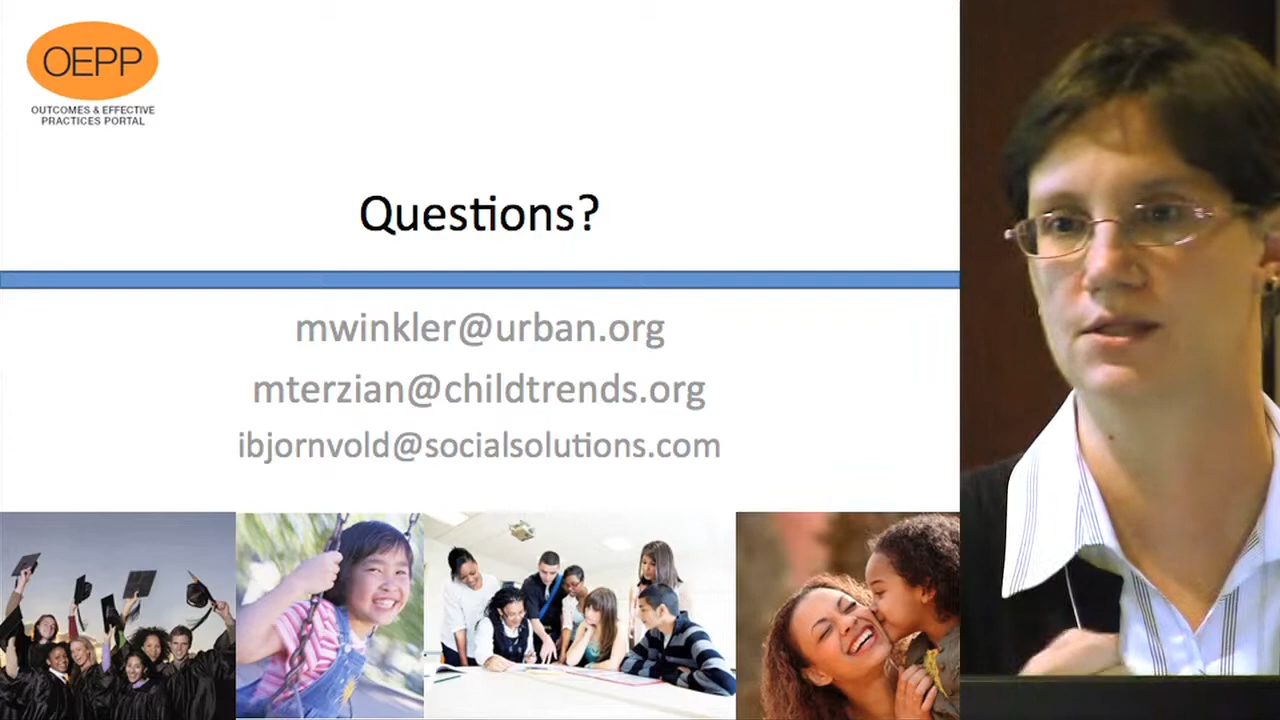 OEPP
OUTCOMES & EFFECTIVE
PRACTICES PORTAL
Questions?
mwinkler@urban.org
mterzian@childtrends.org
ibjornvold@socialsolutions.com